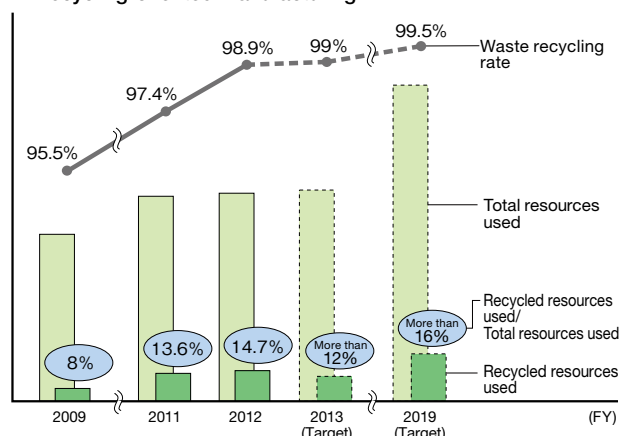 99.5%
99%
98.9%
Waste recycling
rate
97.4%
95.5%
Total resources
used
Recycled resources
used/
Total resources used
More than
16%
More than
12%
14.7%
13.6%
8%
Recycled resources
used
2009
2011
2012
2013
2019
(FY)
(Target)